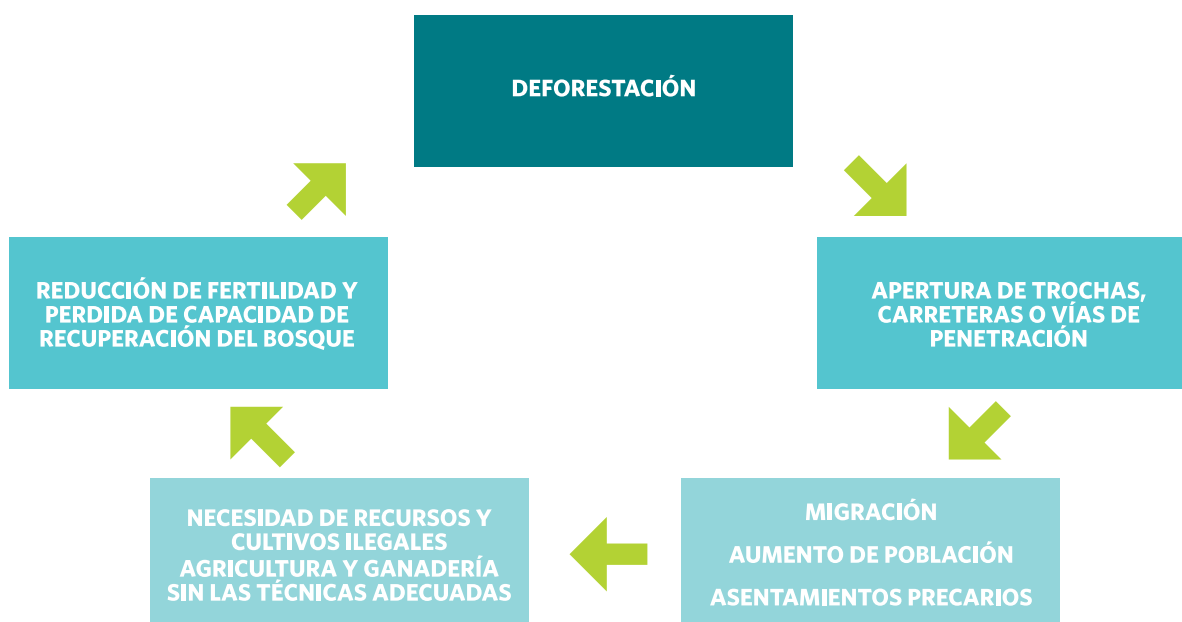 DEFORESTACIÓN
APERTURA DE TROCHAS,
CARRETERAS O VÍAS DE
PENETRACIÓN
MIGRACIÓN
AUMENTO DE POBLACIÓN
ASENTAMIENTOS PRECARIOS
NECESIDAD DE RECURSOS Y
CULTIVOS ILEGALES
AGRICULTURA Y GANADERÍA
SIN LAS TÉCNICAS ADECUADAS
REDUCCIÓN DE FERTILIDAD Y
PERDIDA DE CAPACIDAD DE
RECUPERACIÓN DEL BOSQUE